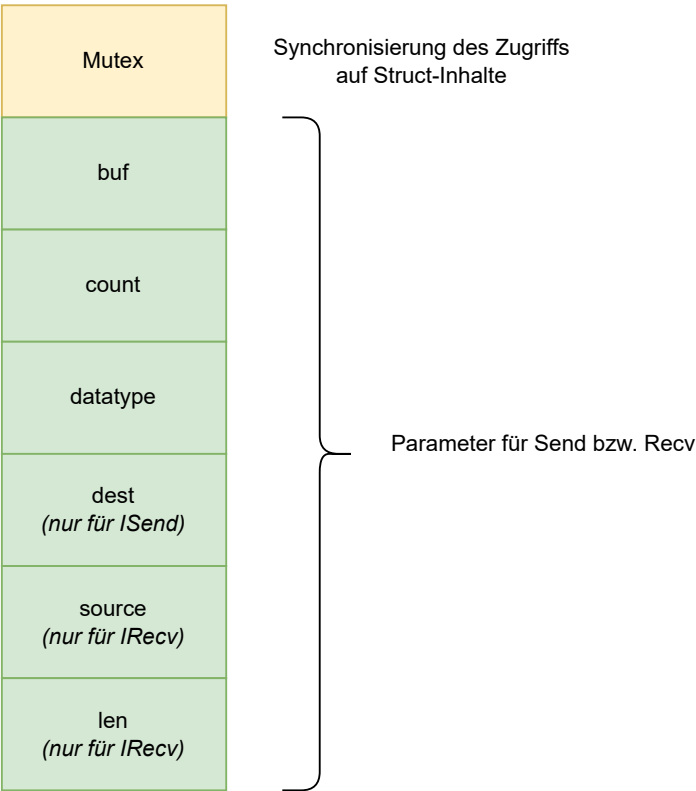 Mutex
Synchronisierung des Zugriffs
auf Struct-Inhalte
buf
count
datatype
Parameter für Send bzw. Recv
dest
(nur für ISend)
source
(nur für IRecv)
len
(nur für IRecv)